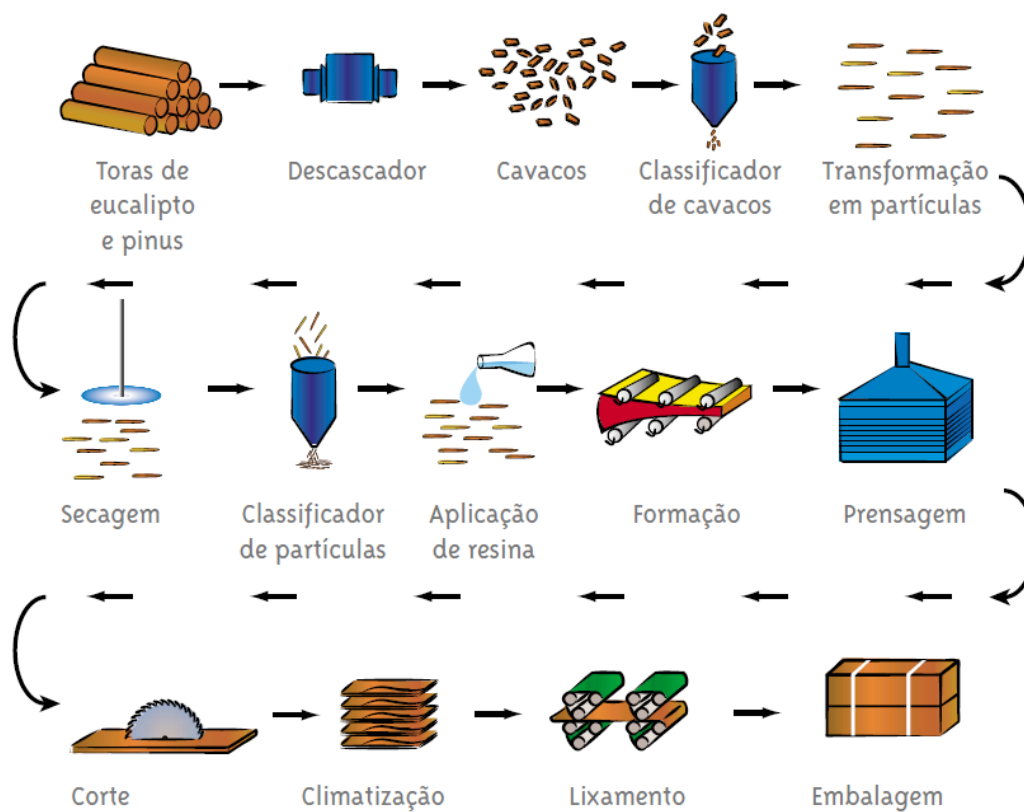 Toras de
eucalipto
e pinus
Descascador
Cavacos
Classificador
de cavacos
Transformação
em partículas
Secagem
Classificador
de partículas
Aplicação
de resina
Formação
Prensagem
Corte
Climatização
Lixamento
Embalagem